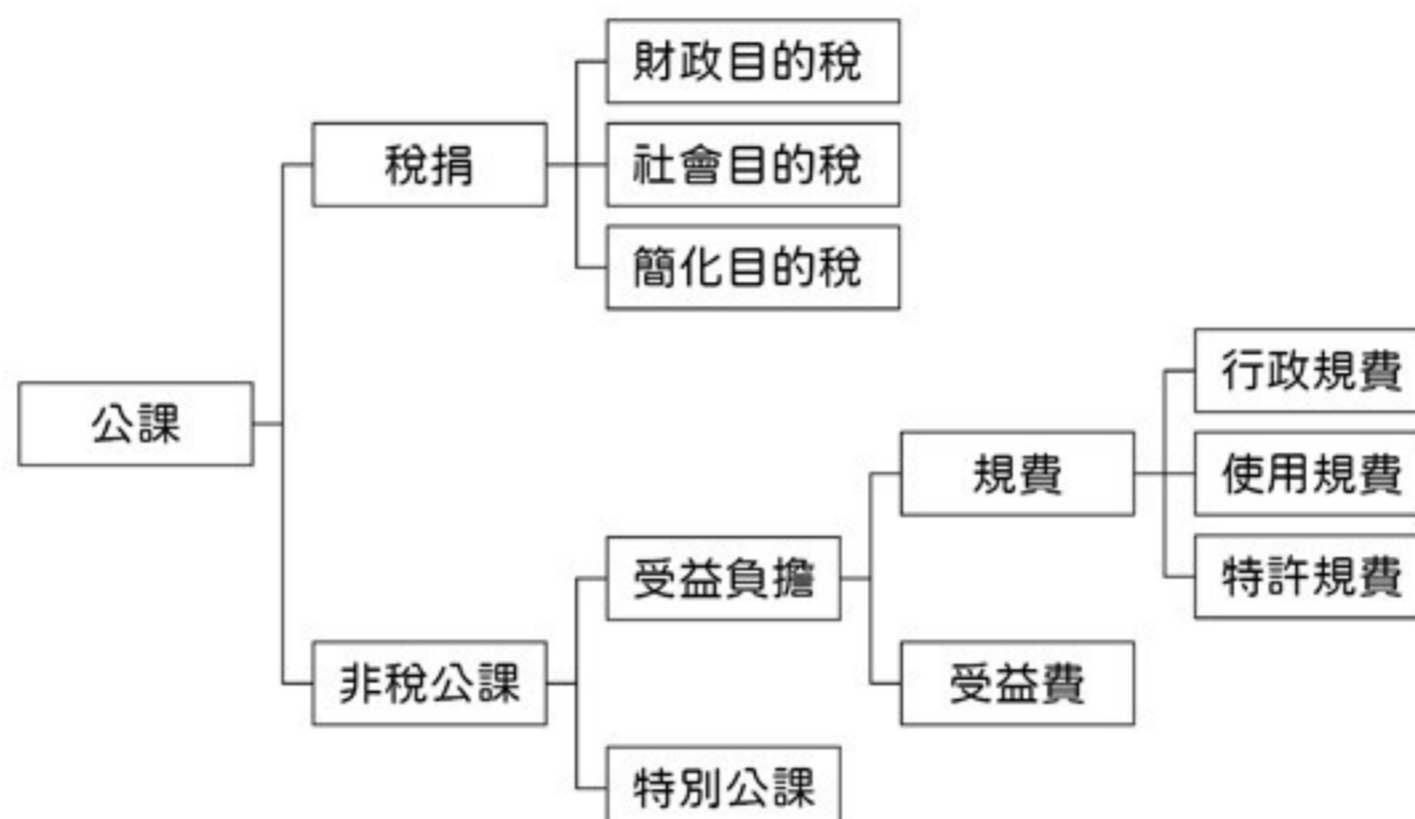 財政目的稅
稅捐
社會目的稅
簡化目的稅
行政規費
公課
規費
使用規費
受益負擔
特許規費
非稅公課
受益費
特別公課